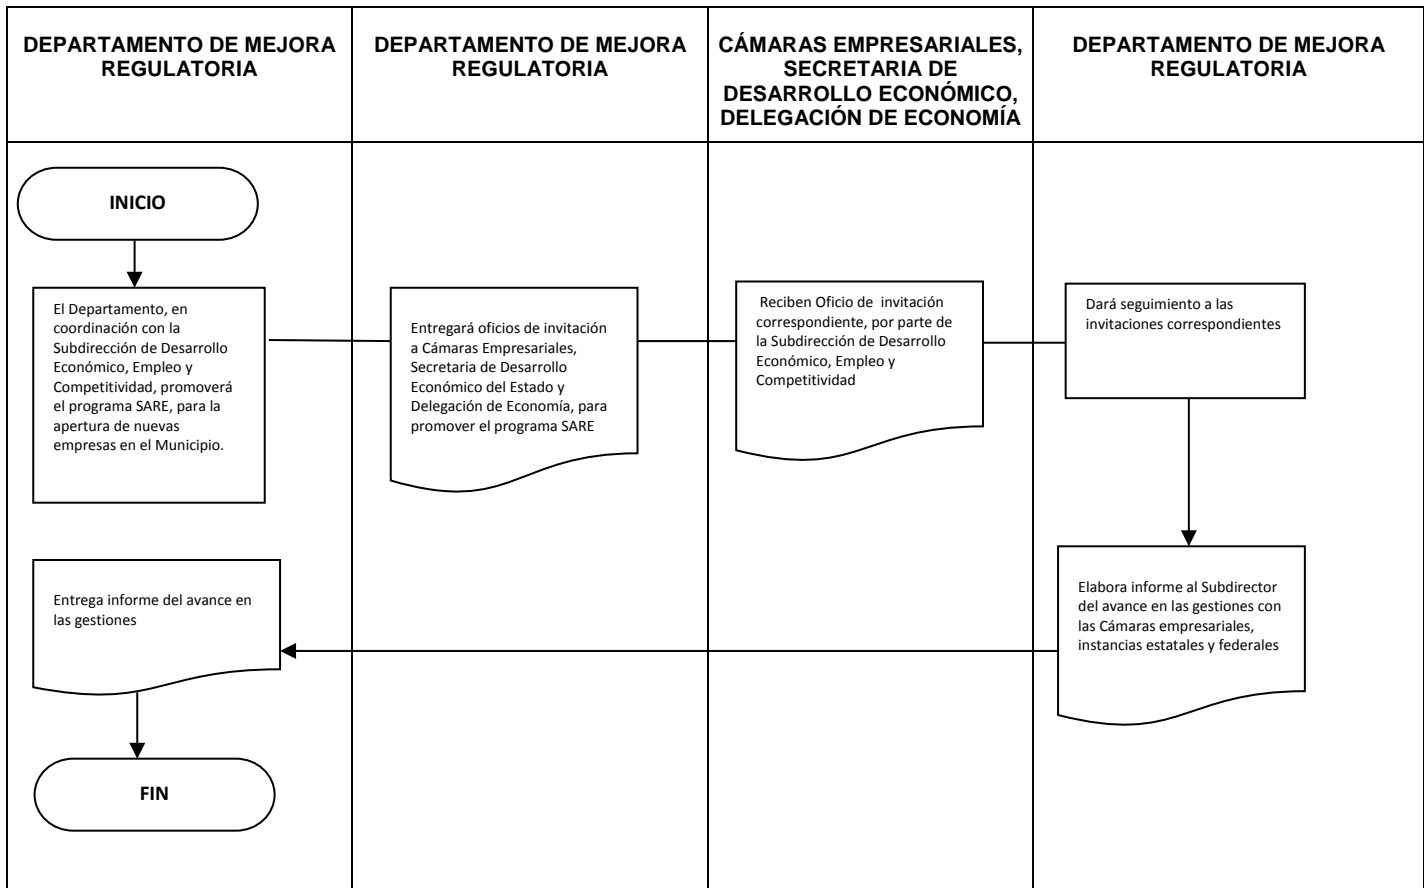 DEPARTAMENTO DE MEJORA
REGULATORIA
DEPARTAMENTO DE MEJORA
REGULATORIA
CÁMARAS EMPRESARIALES,
SECRETARIA DE
DESARROLLO ECONÓMICO,
DELEGACIÓN DE ECONOMÍA
DEPARTAMENTO DE MEJORA
REGULATORIA
INICIO
El Departamento, en
coordinación con la
Subdirección de Desarrollo
Económico, Empleo y
Competitividad, promoverá
el programa SARE, para la
apertura de nuevas
empresas en el Municipio.
Entregará oficios de invitación
a Cámaras Empresariales,
Secretaria de Desarrollo
Económico del Estado y
Delegación de Economía, para
promover el programa SARE
Reciben Oficio de invitación
correspondiente, por parte de
la Subdirección de Desarrollo
Económico, Empleo y
Competitividad
Dará seguimiento a las
invitaciones correspondientes
Elabora informe al Subdirector
del avance en las gestiones con
las Cámaras empresariales,
instancias estatales y federales
Entrega informe del avance en
las gestiones
FIN